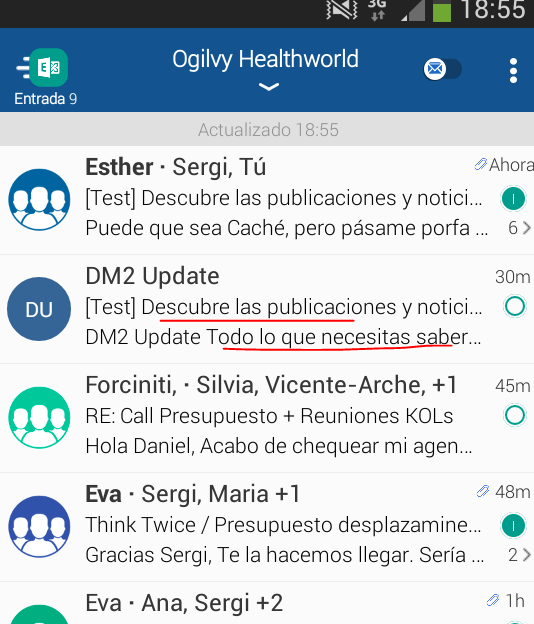 3G
18:55
Ogilvy Healthworld
Entrada 9
Actualizado 18:55
Esther · Sergi, Tú
Ahora
[Test] Descubre las publicaciones y notici...
Puede que sea Caché, pero pásame porfa ...
6
DM2 Update
30m
DU
[Test] Descubre las publicaciones y notici...
DM2 Update Todo lo que necesitas saber...
Forciniti, · Silvia, Vicente-Arche, +1
45m
RE: Call Presupuesto + Reuniones KOLs
Hola Daniel, Acabo de chequear mi agen...
Eva · Sergi, Maria +1
48m
Think Twice / Presupuesto desplazamine...
Gracias Sergi, Te la hacemos llegar. Sería ...
2
Eva · Ana, Sergi +2
1h